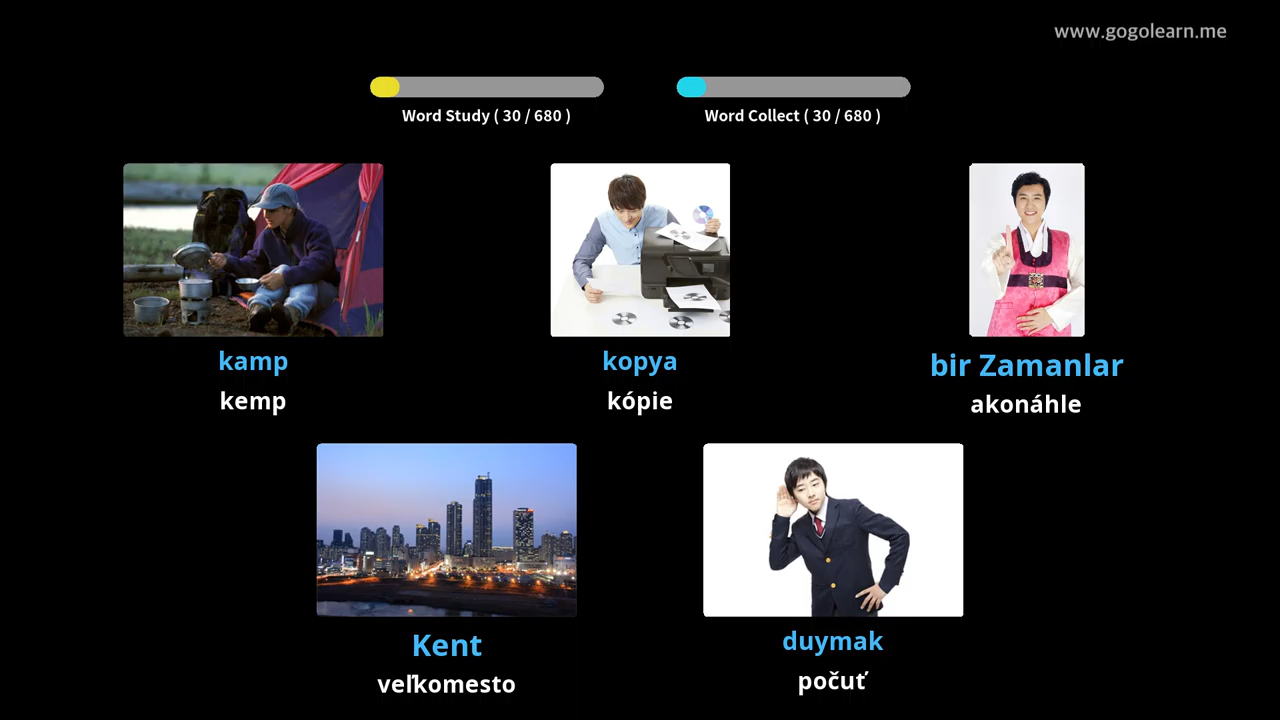 www.gogolearn.me
Word Study ( 30 / 680 )
Word Collect ( 30 / 680 )
kamp
kemp
kopya
kópie
bir Zamanlar
akonáhle
Kent
veľkomesto
duymak
počuť